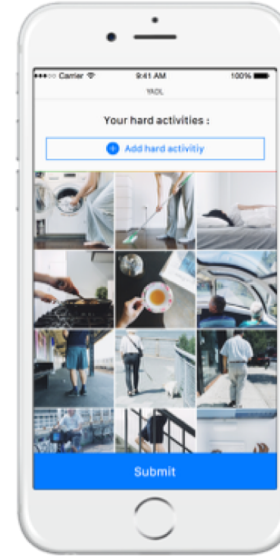 Carrier 9:41 AM 100%
YADL
Your hard activities :
Add hard activitiy
Submit